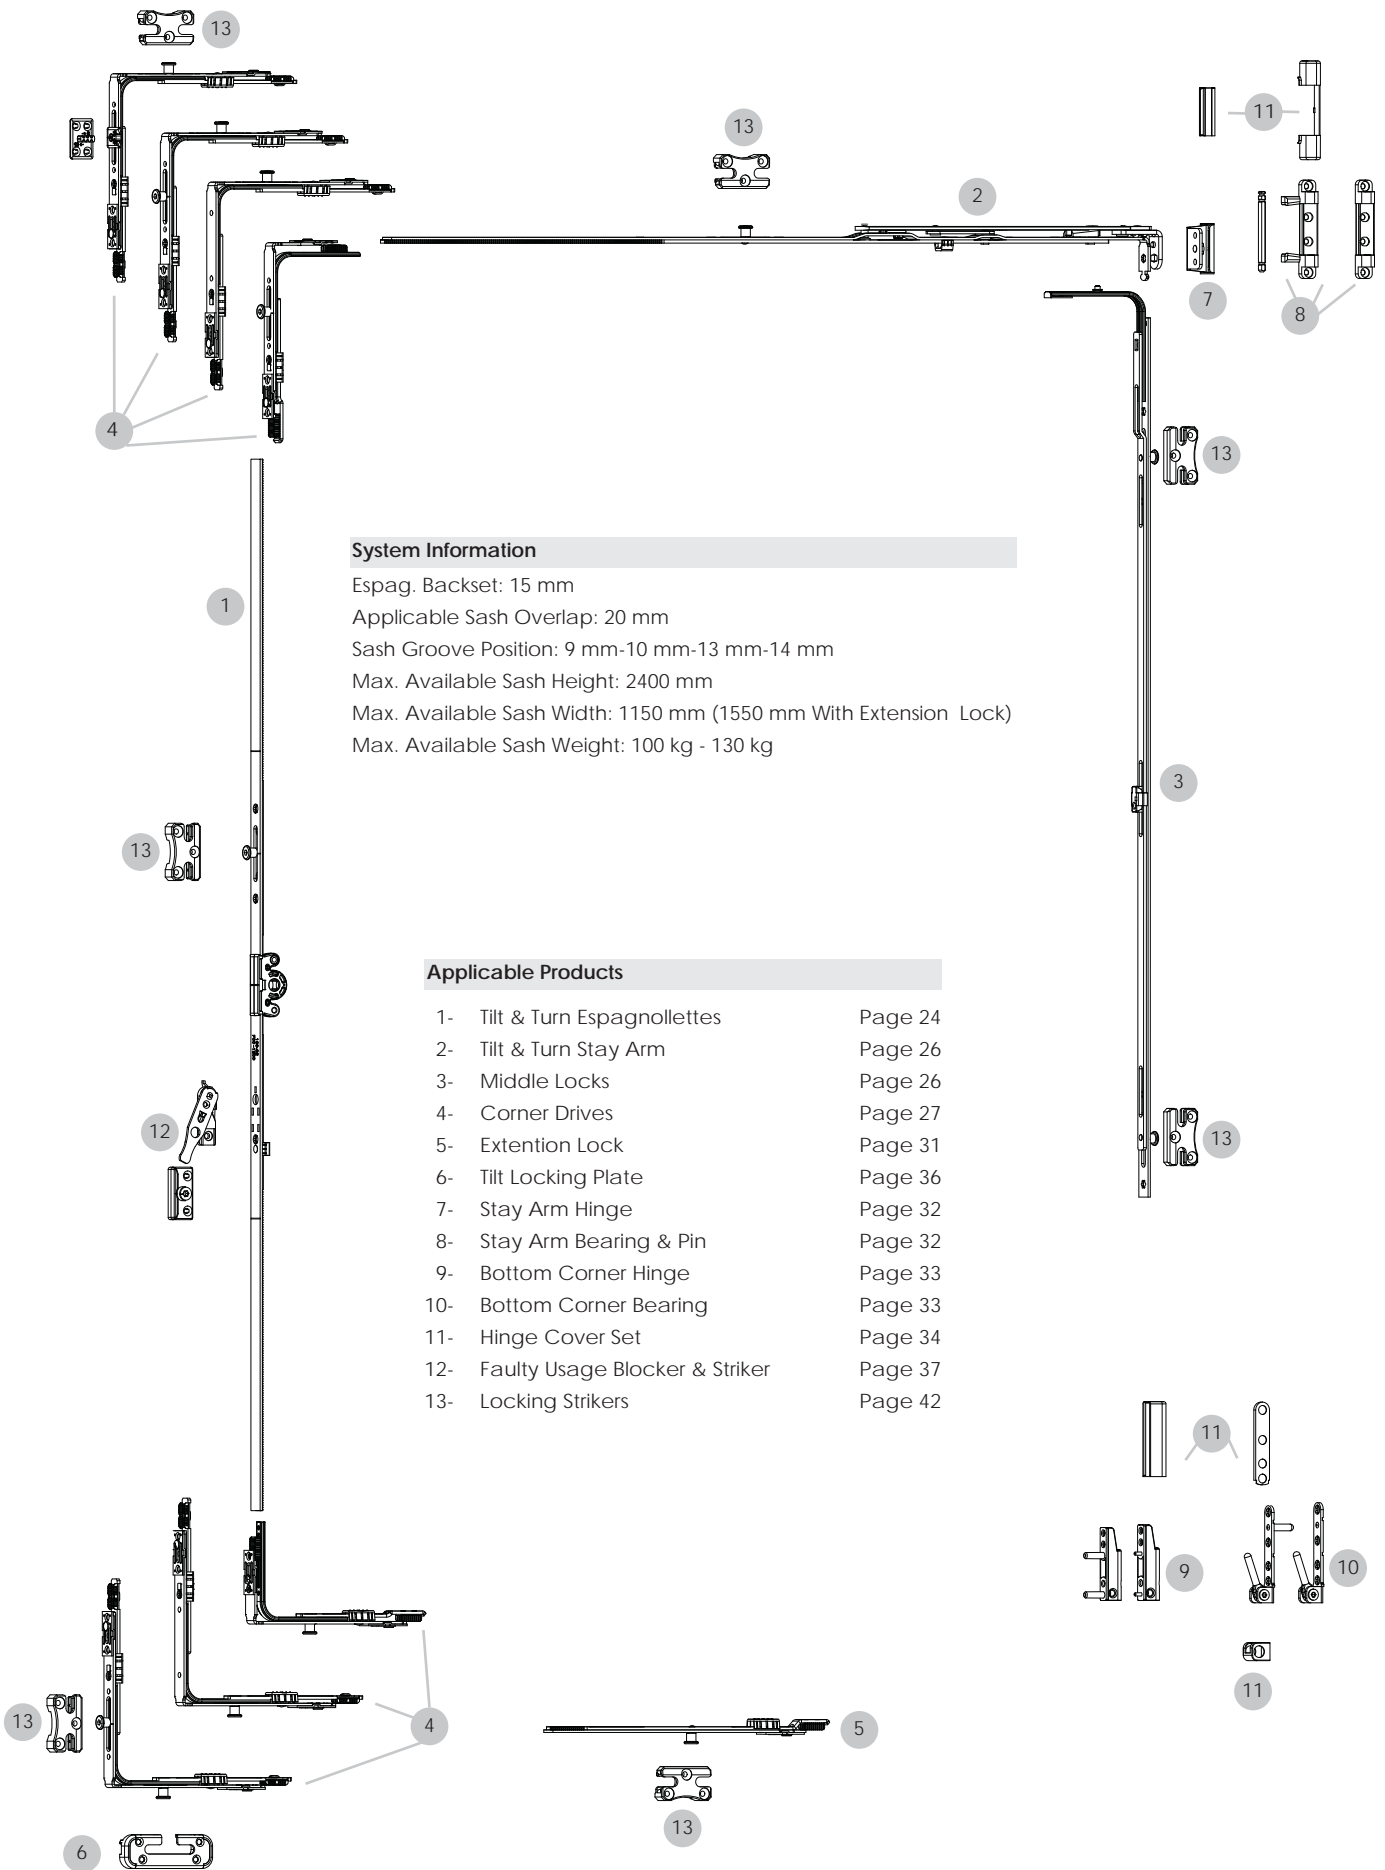 13
11
13
2
7
8
4
13
System Information
Espag. Backset: 15 mm
1
Applicable Sash Overlap: 20 mm
Sash Groove Position: 9 mm-10 mm-13 mm-14 mm
Max. Available Sash Height: 2400 mm
Max. Available Sash Width: 1150 mm (1550 mm With Extension Lock)
Max. Available Sash Weight: 100 kg - 130 kg
3
13
Applicable Products
1- Tilt & Turn Espagnollettes Page 24
2- Tilt & Turn Stay Arm Page 26
3- Middle Locks Page 26
4- Corner Drives Page 27
12
13
5- Extention Lock Page 31
6- Tilt Locking Plate Page 36
7- Stay Arm Hinge Page 32
8- Stay Arm Bearing & Pin Page 32
9- Bottom Corner Hinge Page 33
10- Bottom Corner Bearing Page 33
11- Hinge Cover Set Page 34
12- Faulty Usage Blocker & Striker Page 37
13- Locking Strikers Page 42
11
9
10
11
13
4
5
13
6